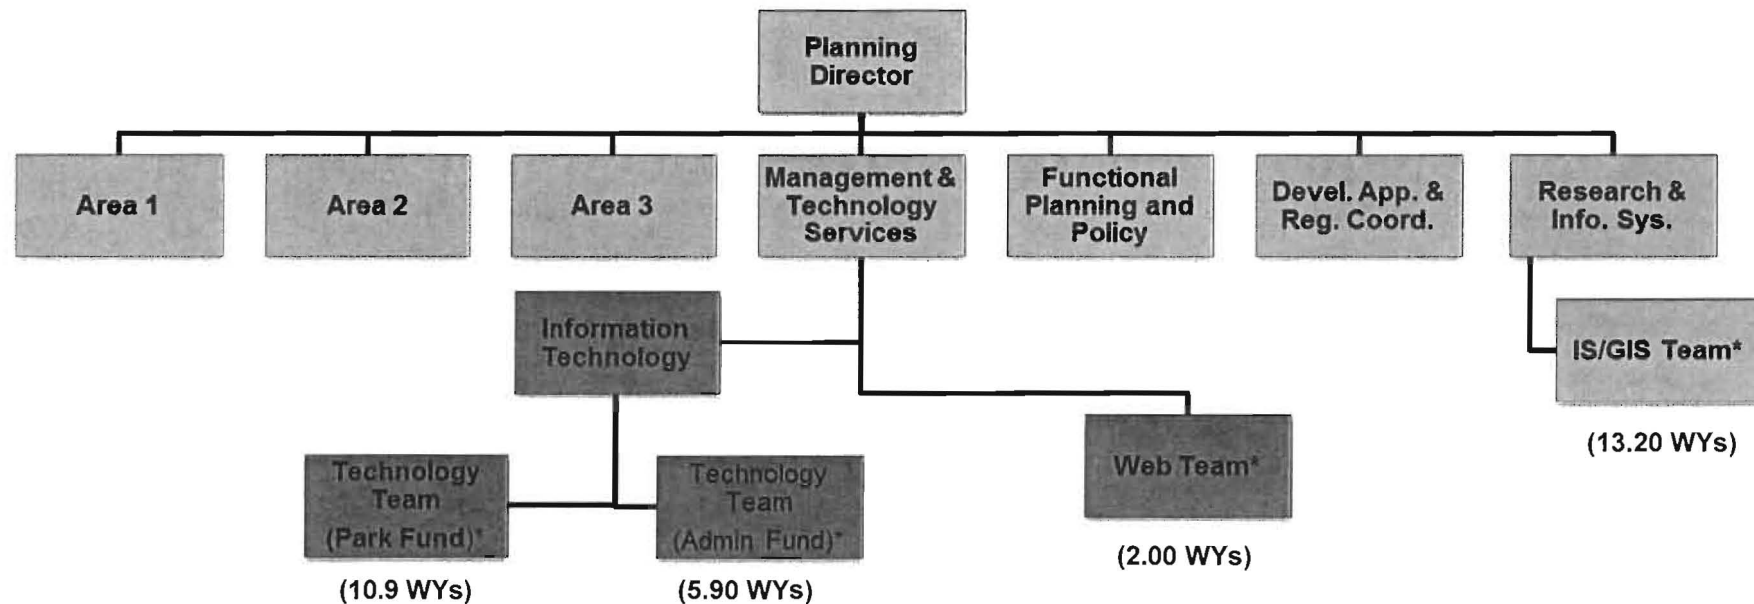 Planning
Director
Area 1
Area 2
Area 3
Management &
Technology
Services
Functional
Planning and
Policy
Devel. App. &
Reg. Coord.
Research &
Info. Sys.
Information
Technology
IS/GIS Team*
(13.20 WYs)
Technology
Team
(Park Fund)*
(10.9 WYs)
Technology
Team
(Admin Fund)*
(5.90 WYs)
Web Team*
(2.00 WYs)